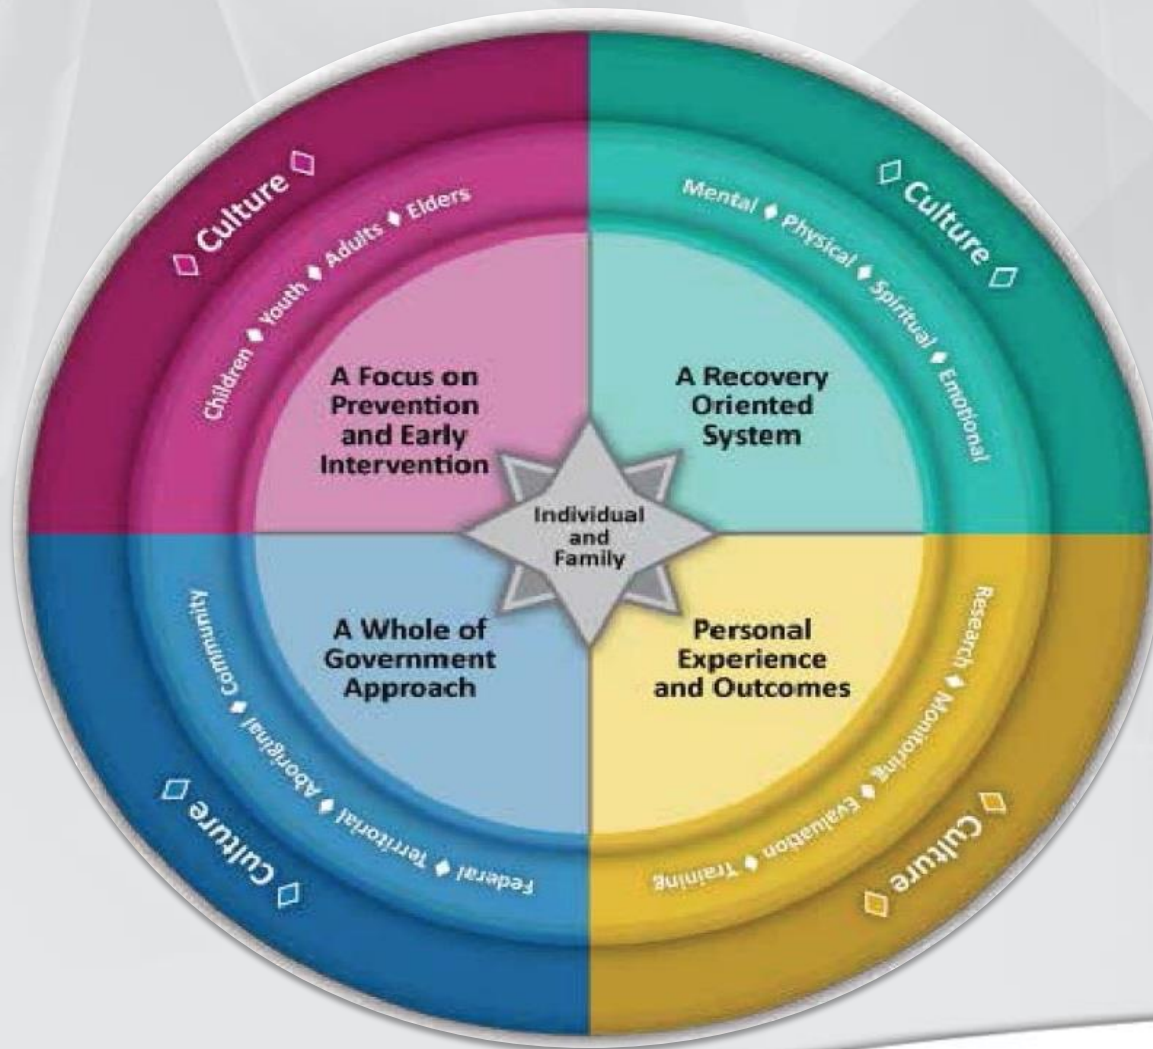 ◇ Culture ◇
Children ◆ Youth ◆ Adults ◆ Elders
A Focus on
Prevention
and Early
Intervention
◇ Culture ◇
Mental ◆ Physical ◆ Spiritual ◆ Emotional
A Recovery
Oriented
System
Individual
and
Family
A Whole of
Government
Approach
Federal ◆ Territorial ◆ Aboriginal ◆ Community
◇ Culture ◇
Personal
Experience
and Outcomes
Research ◆ Monitoring ◆ Evaluation ◆ Training
◇ Culture ◇